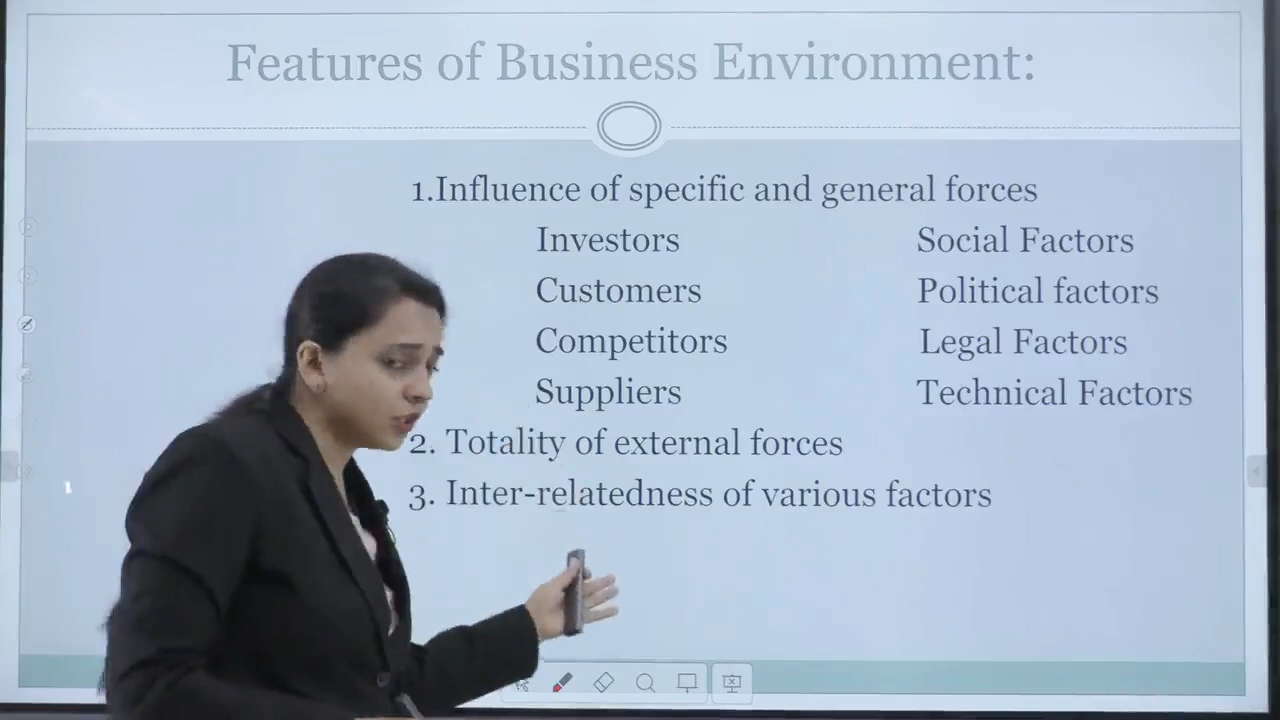 Features of Business Environment:
1.Influence of specific and general forces
Investors Social Factors
Customers Political factors
Competitors Legal Factors
Suppliers Technical Factors
2. Totality of external forces
3. Inter-relatedness of various factors